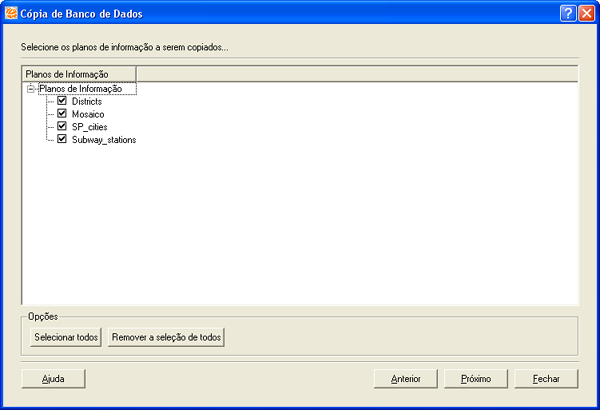 Cópia de Banco de Dados
Selecione os planos de informação a serem copiados...
Planos de Informação
Planos de Informação
Districts
Mosaico
SP_cities
Subway_stations
Opções
Selecionar todos Remover a seleção de todos
Ajuda Anterior Próximo Fechar